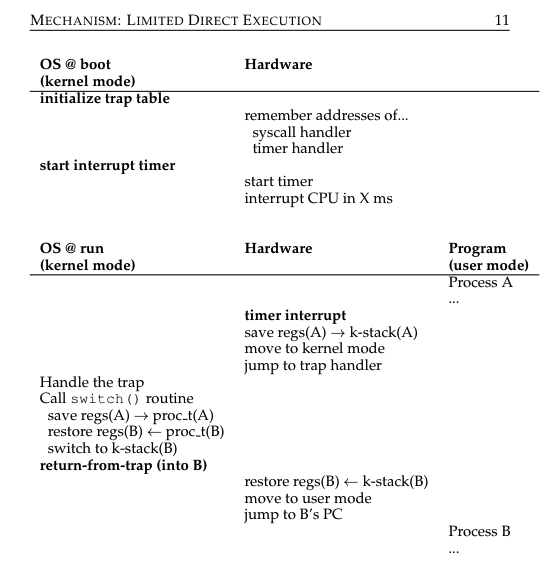 MECHANISM: LIMITED DIRECT EXECUTION 11
OS @ boot Hardware
(kernel mode)
initialize trap table
remember addresses of...
syscall handler
timer handler
start interrupt timer
start timer
interrupt CPU in X ms
OS @ run Hardware Program
(kernel mode) (user mode)
Process A
...
timer interrupt
save regs(A) → k-stack(A)
move to kernel mode
jump to trap handler
Handle the trap
Call switch() routine
save regs(A) → proc_t(A)
restore regs(B) ← proc_t(B)
switch to k-stack(B)
return-from-trap (into B)
restore regs(B) ← k-stack(B)
move to user mode
jump to B's PC
Process B
...